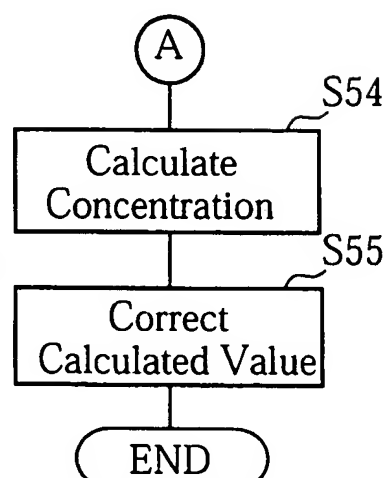 A
S54
Calculate
Concentration
S55
Correct
Calculated Value
END